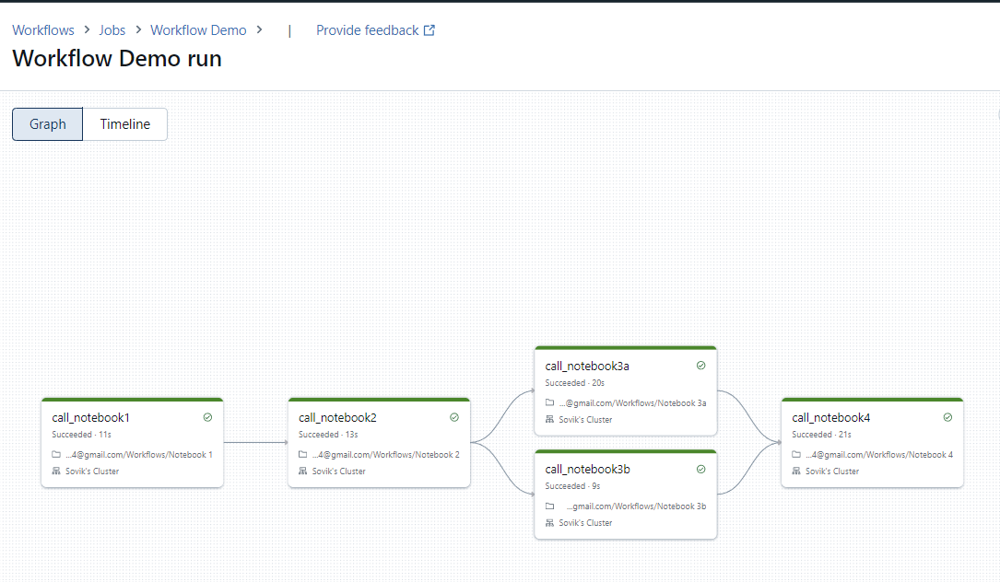 Workflows > Jobs > Workflow Demo > | Provide feedback
Workflow Demo run
Graph Timeline
call_notebook1
Succeeded · 11s
...4@gmail.com/Workflows/Notebook 1
Sovik's Cluster
call_notebook2
Succeeded · 13s
...4@gmail.com/Workflows/Notebook 2
Sovik's Cluster
call_notebook3a
Succeeded · 20s
...@gmail.com/Workflows/Notebook 3a
Sovik's Cluster
call_notebook3b
Succeeded · 9s
...gmail.com/Workflows/Notebook 3b
Sovik's Cluster
call_notebook4
Succeeded · 21s
...4@gmail.com/Workflows/Notebook 4
Sovik's Cluster